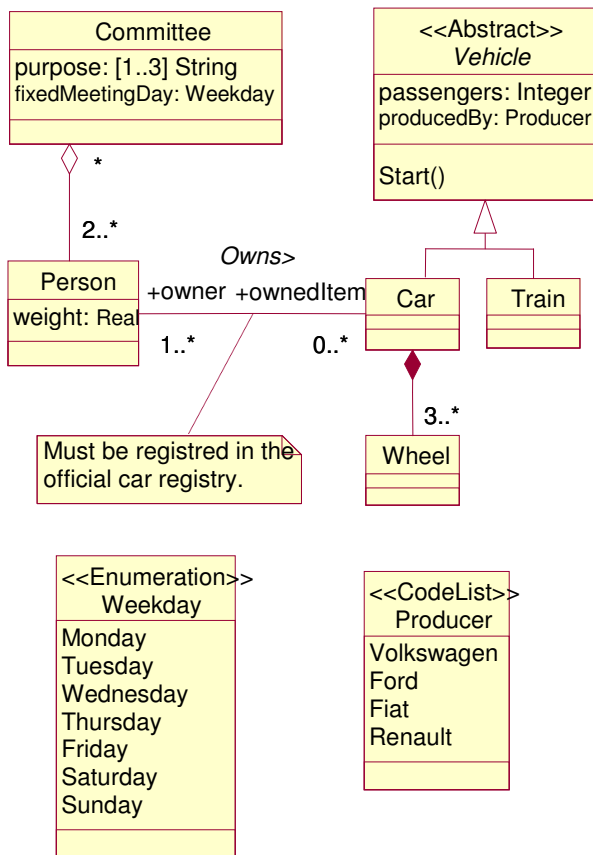 Committee
purpose: [1..3] String
fixedMeetingDay: Weekday
<<Abstract>>
Vehicle
passengers: Integer
producedBy: Producer
Start()
*
2..*
Person
weight: Real
Owns>
+owner +ownedItem
1..*
0..*
Car
Train
3..*
Wheel
Must be registred in the
official car registry.
<<Enumeration>>
Weekday
Monday
Tuesday
Wednesday
Thursday
Friday
Saturday
Sunday
<<CodeList>>
Producer
Volkswagen
Ford
Fiat
Renault